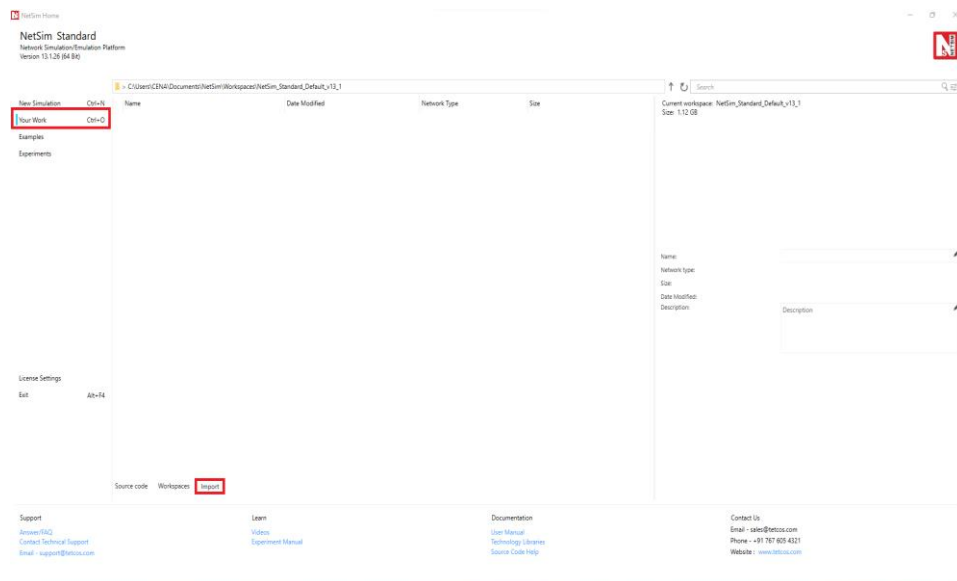 NetSim Home
NetSim Standard
Network Simulation/Emulation Platform
Version 13.1.26 (64 Bit)
> C:\Users\CENA\Documents\NetSim\Workspaces\NetSim_Standard_Default_v13_1
Search
New Simulation Ctrl+N
Your Work Ctrl+O
Examples
Experiments
Name Date Modified Network Type Size
Current workspace: NetSim_Standard_Default_v13_1
Size: 1.12 GB
Name:
Network type:
Size:
Date Modified:
Description: Description
License Settings
Exit Alt+F4
Source code Workspaces Import
Support Learn Documentation Contact Us
Answer/FAQ Videos User Manual Email - sales@tetcos.com
Contact Technical Support Experiment Manual Technology Libraries Phone - +91 767 605 4321
Email - support@tetcos.com Source Code Help Website : www.tetcos.com